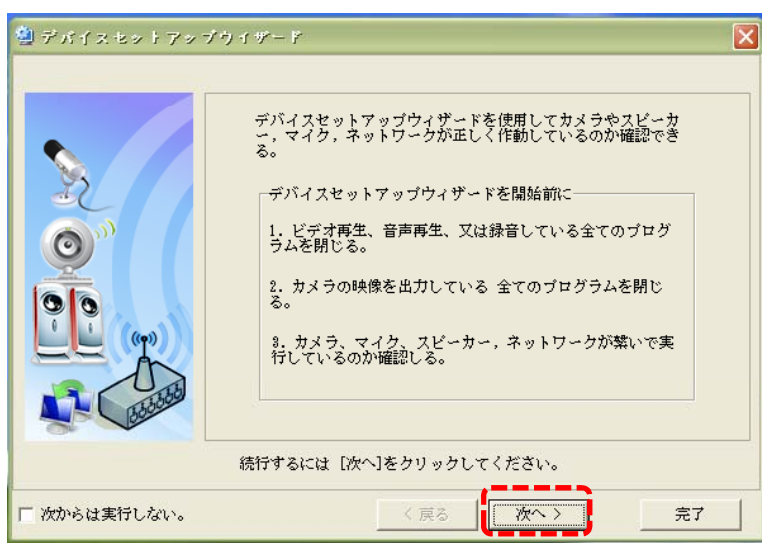 デバイスセットアップウィザード
デバイスセットアップウィザードを使用してカメラやスピーカ
ー，マイク，ネットワークが正しく作動しているのか確認でき
る。
デバイスセットアップウィザードを開始前に
1. ビデオ再生、音声再生、又は録音している全てのプログ
ラムを閉じる。
2. カメラの映像を出力している 全てのプログラムを閉じ
る。
3. カメラ、マイク、スピーカー，ネットワークが繋いで実
行しているのか確認しる。
続行するには [次へ]をクリックしてください。
次からは実行しない。
< 戻る
次へ >
完了